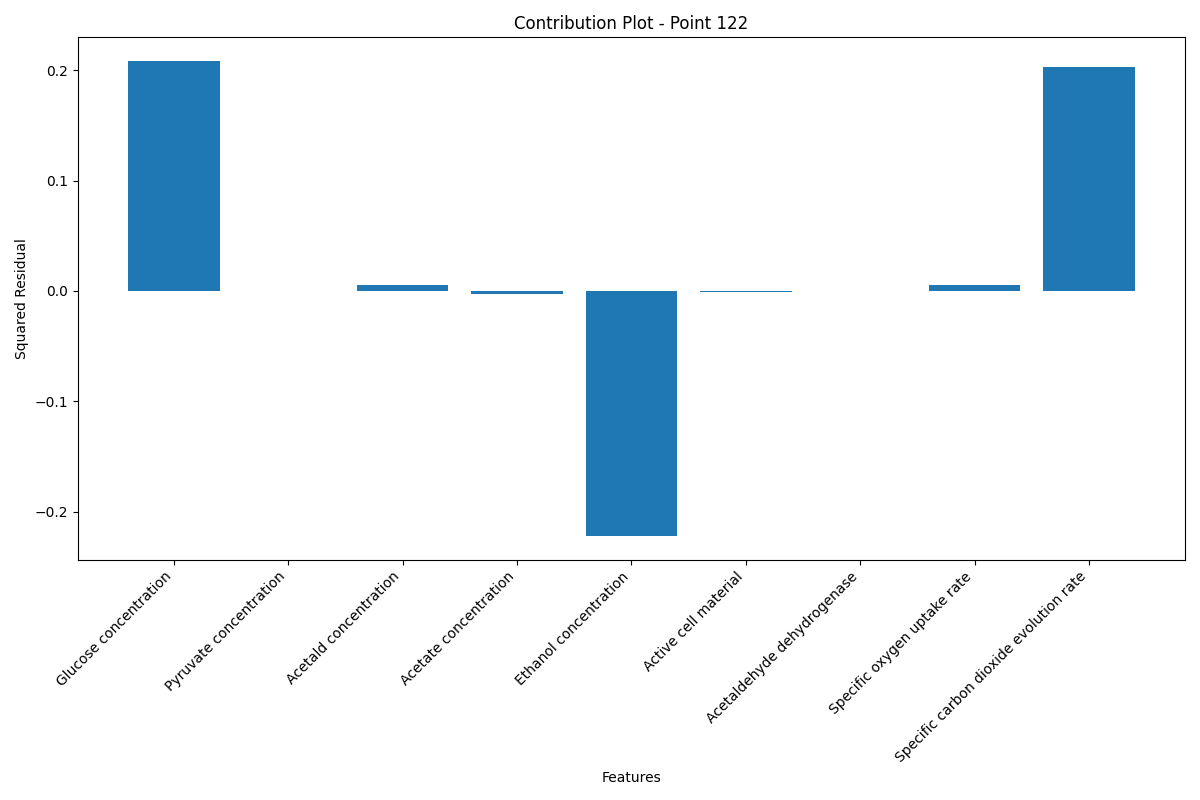 Contribution Plot - Point 122
Squared Residual
0.2
0.1
0.0
−0.1
−0.2
Glucose concentration
Pyruvate concentration
Acetald concentration
Acetate concentration
Ethanol concentration
Active cell material
Acetaldehyde dehydrogenase
Specific oxygen uptake rate
Specific carbon dioxide evolution rate
Features